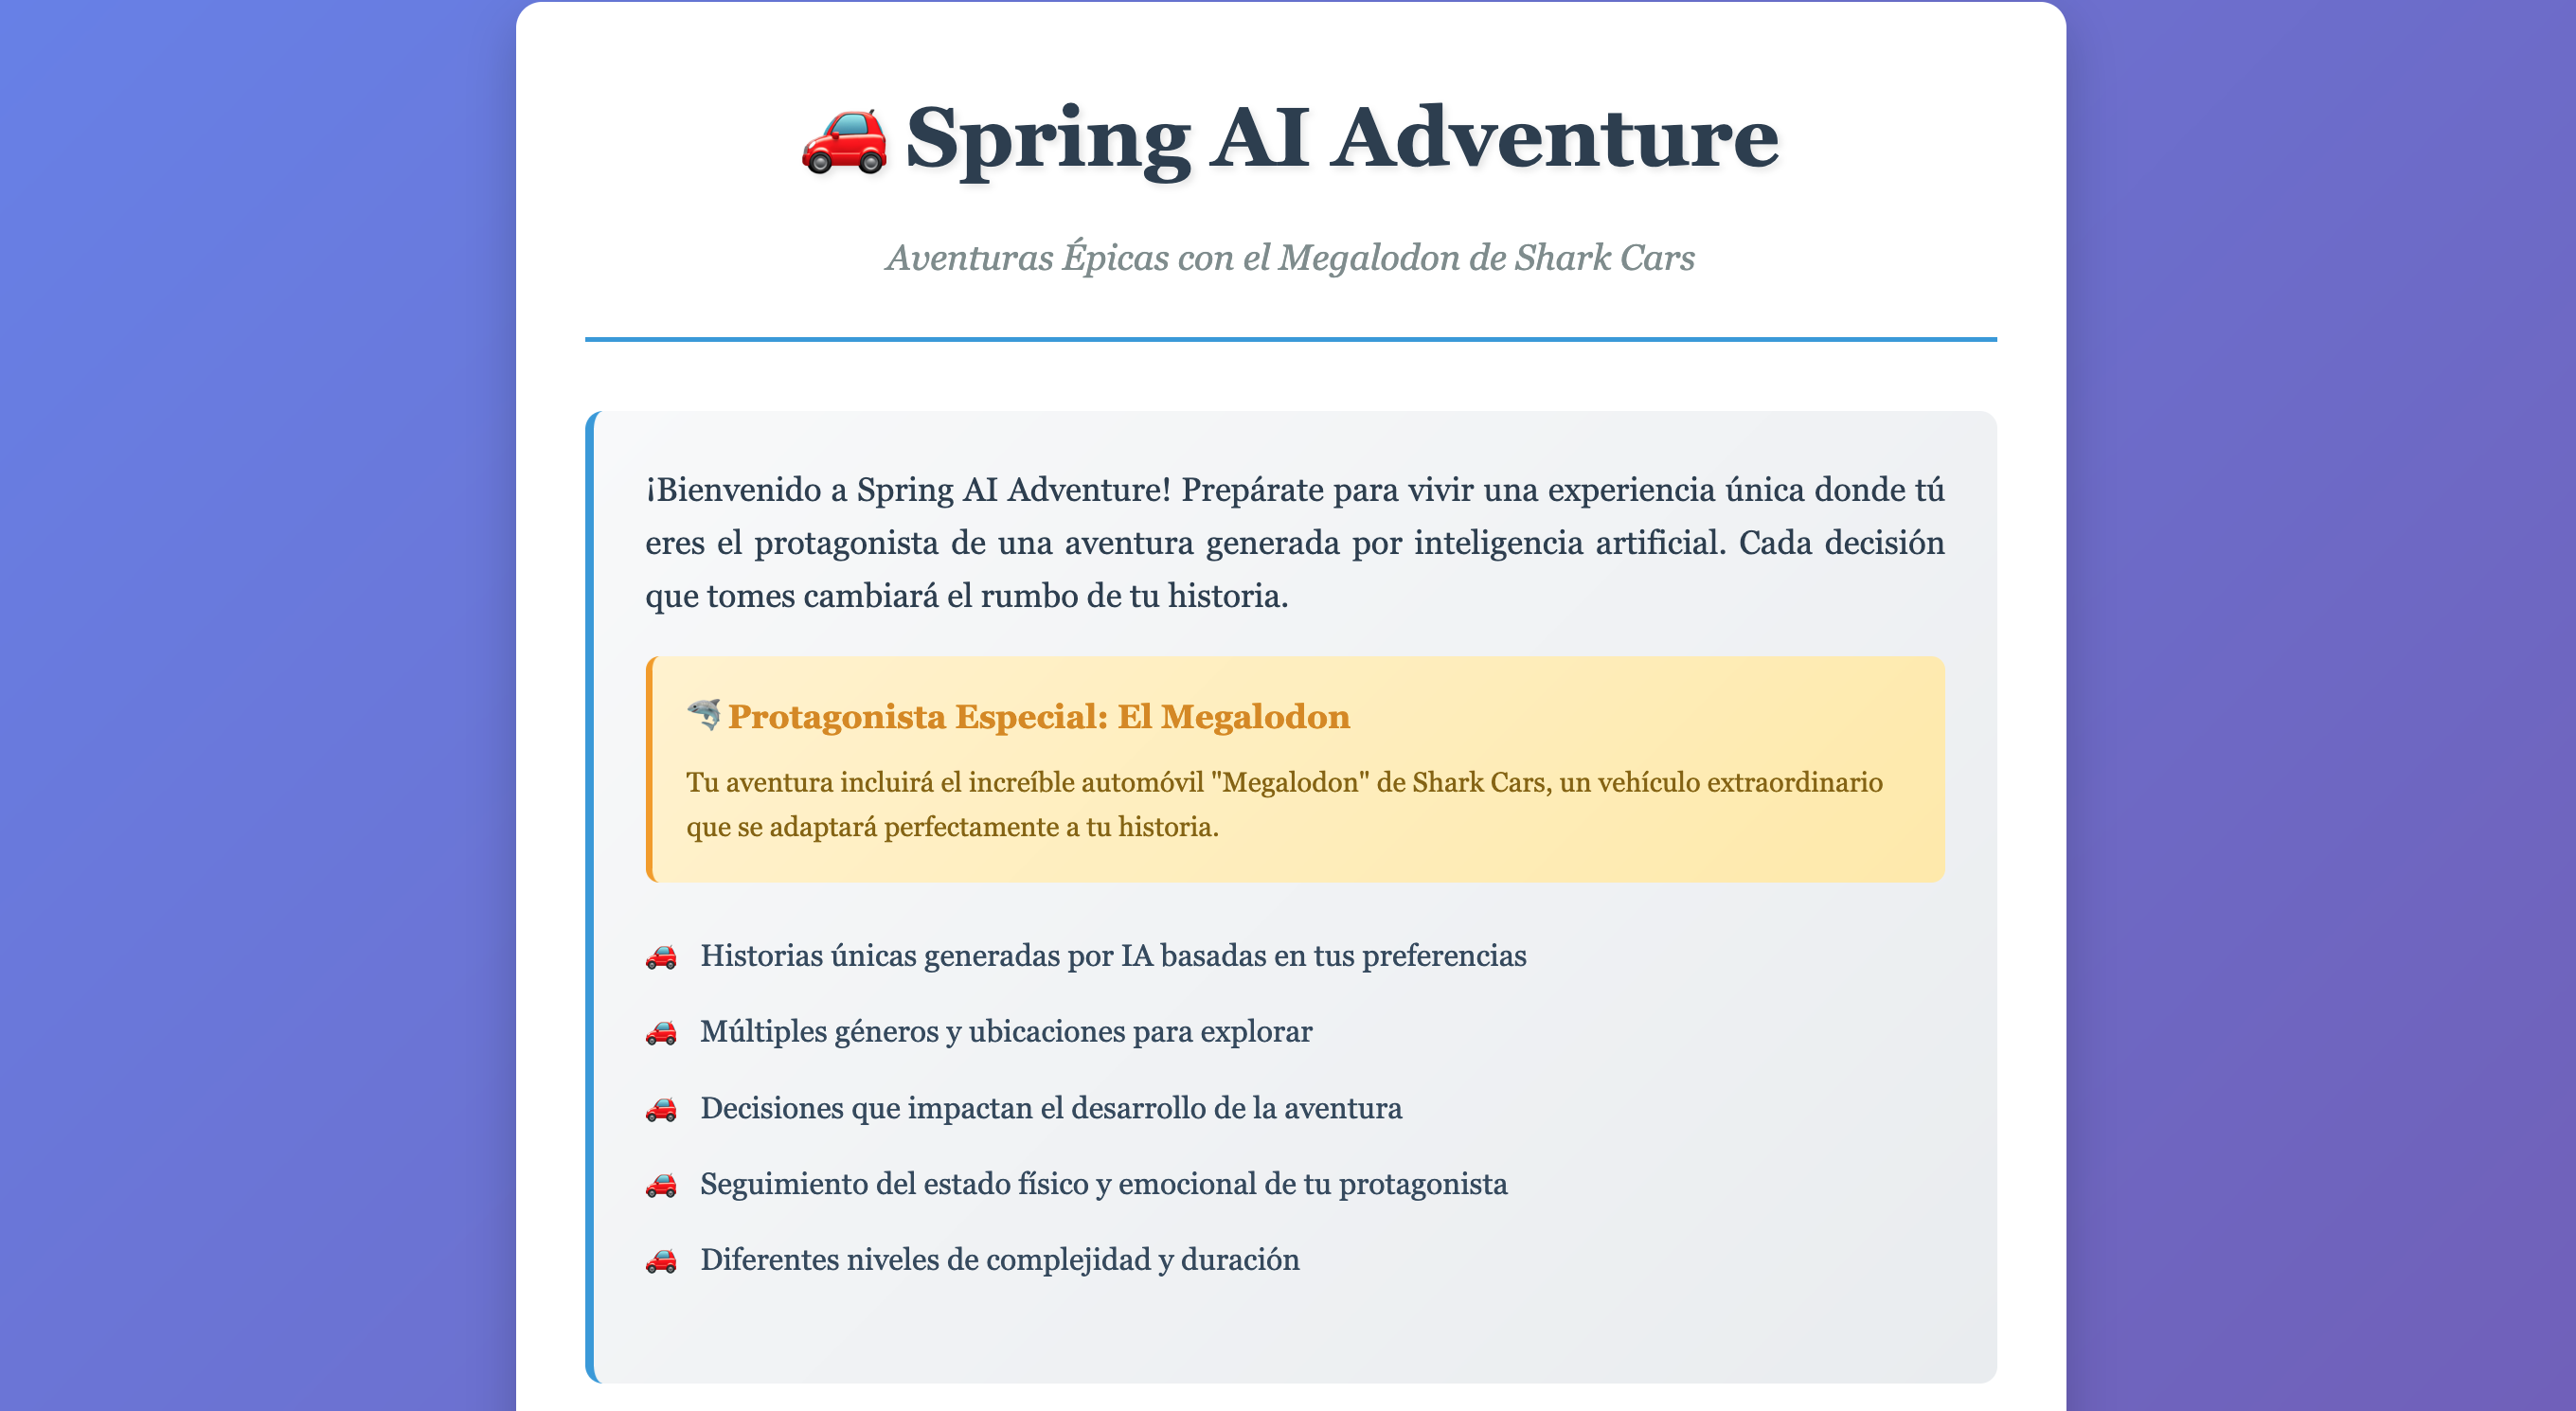 Spring AI Adventure
Aventuras Épicas con el Megalodon de Shark Cars
¡Bienvenido a Spring AI Adventure! Prepárate para vivir una experiencia única donde tú
eres el protagonista de una aventura generada por inteligencia artificial. Cada decisión
que tomes cambiará el rumbo de tu historia.
Protagonista Especial: El Megalodon
Tu aventura incluirá el increíble automóvil "Megalodon" de Shark Cars, un vehículo extraordinario
que se adaptará perfectamente a tu historia.
Historias únicas generadas por IA basadas en tus preferencias
Múltiples géneros y ubicaciones para explorar
Decisiones que impactan el desarrollo de la aventura
Seguimiento del estado físico y emocional de tu protagonista
Diferentes niveles de complejidad y duración